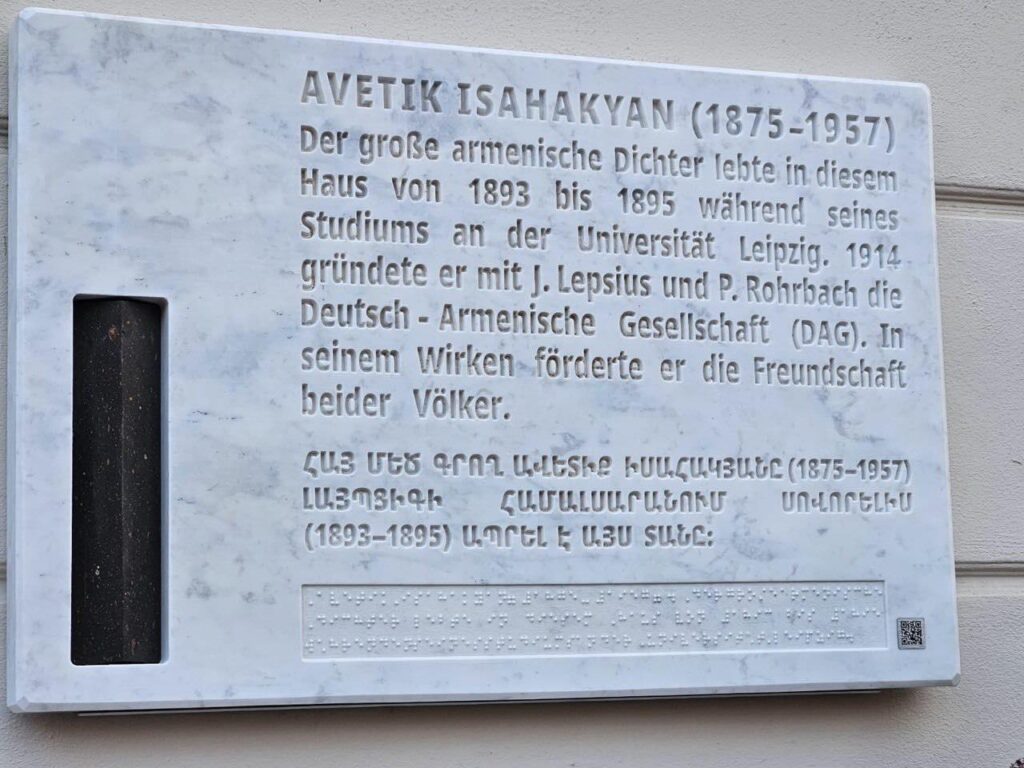 AVETIK ISAHAKYAN (1875–1957)
Der große armenische Dichter lebte in diesem
Haus von 1893 bis 1895 während seines
Studiums an der Universität Leipzig. 1914
gründete er mit J. Lepsius und P. Rohrbach die
Deutsch - Armenische Gesellschaft (DAG). In
seinem Wirken förderte er die Freundschaft
beider Völker.
ՀԱՅ ՄԵԾ ԳՐՈՂ ԱՎԵՏԻՔ ԻՍԱՀԱԿՅԱՆԸ (1875–1957)
ԼԱՅՊՑԻԳԻ ՀԱՄԱԼՍԱՐԱՆՈՒՄ ՍՈՎՈՐԵԼԻՍ
(1893–1895) ԱՊՐԵԼ Է ԱՅՍ ՏԱՆԸ: